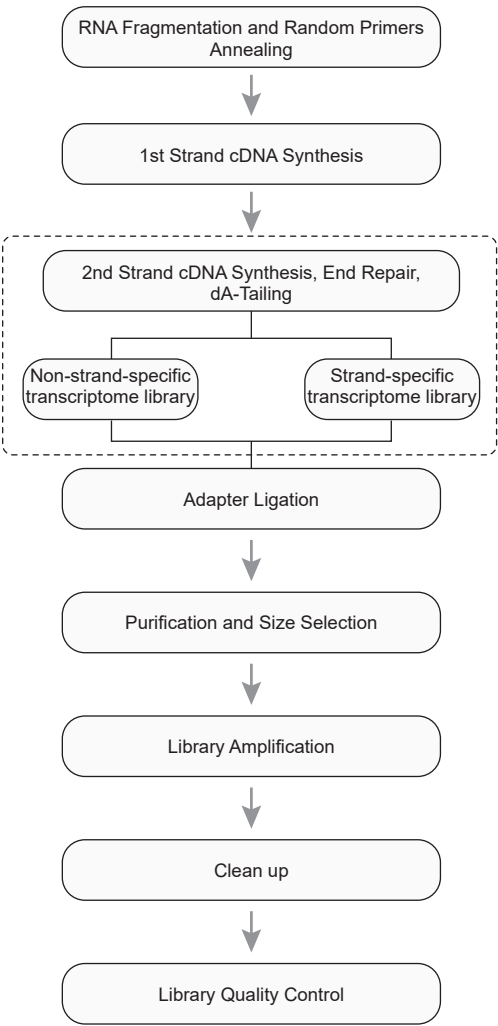 RNA Fragmentation and Random Primers
Annealing
1st Strand cDNA Synthesis
2nd Strand cDNA Synthesis, End Repair,
dA-Tailing
Non-strand-specific
transcriptome library
Strand-specific
transcriptome library
Adapter Ligation
Purification and Size Selection
Library Amplification
Clean up
Library Quality Control